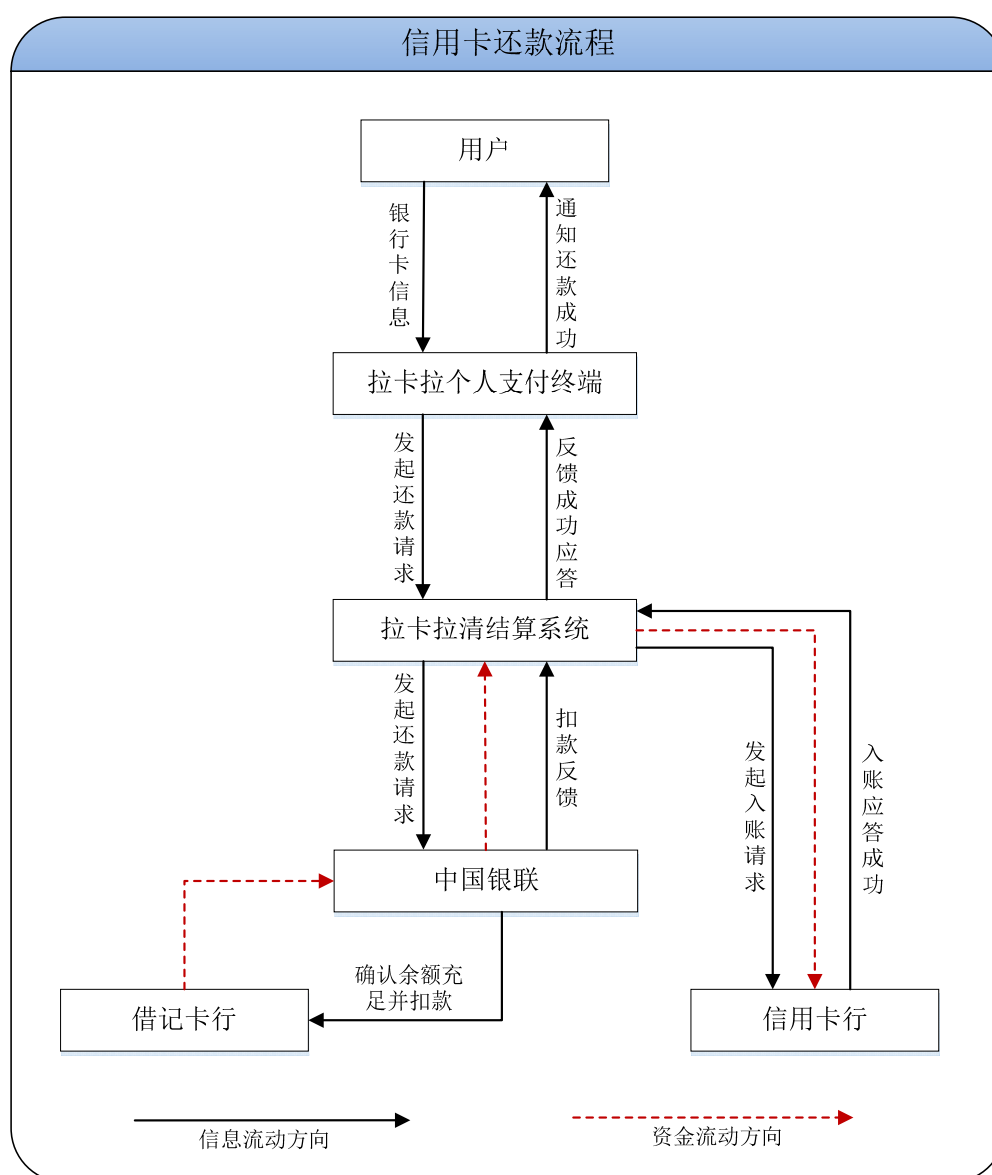 信用卡还款流程
用户
银行卡信息
通知还款成功
拉卡拉个人支付终端
发起还款请求
反馈成功应答
拉卡拉清结算系统
发起还款请求
扣款反馈
发起入账请求
入账应答成功
中国银联
确认余额充
足并扣款
借记卡行
信用卡行
信息流动方向
资金流动方向